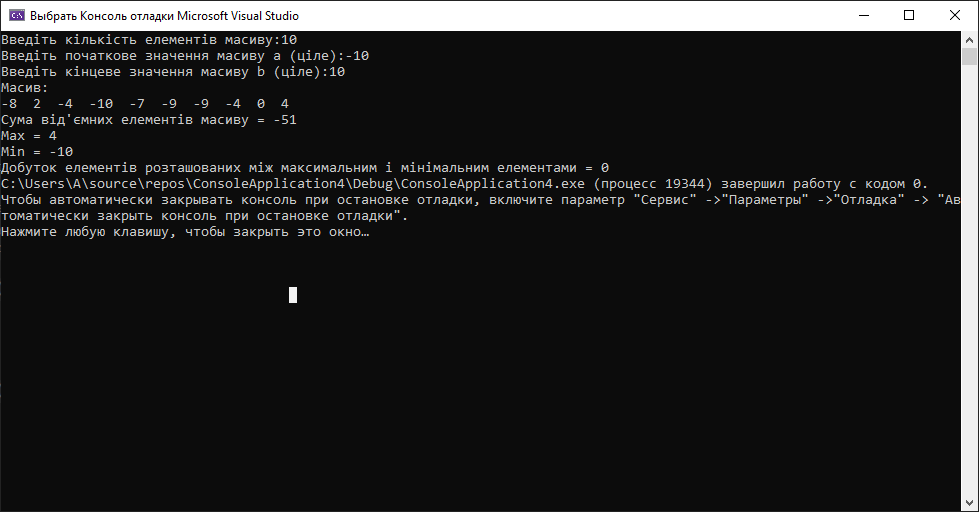 Выбрать Консоль отладки Microsoft Visual Studio
Введіть кількість елементів масиву:10
Введіть початкове значення масиву a (ціле):-10
Введіть кінцеве значення масиву b (ціле):10
Масив:
-8  2  -4  -10  -7  -9  -9  -4  0  4
Сума від'ємних елементів масиву = -51
Max = 4
Min = -10
Добуток елементів розташованих між максимальним і мінімальним елементами = 0
C:\Users\A\source\repos\ConsoleApplication4\Debug\ConsoleApplication4.exe (процесс 19344) завершил работу с кодом 0.
Чтобы автоматически закрывать консоль при остановке отладки, включите параметр "Сервис" ->"Параметры" ->"Отладка" -> "Ав
томатически закрыть консоль при остановке отладки".
Нажмите любую клавишу, чтобы закрыть это окно…